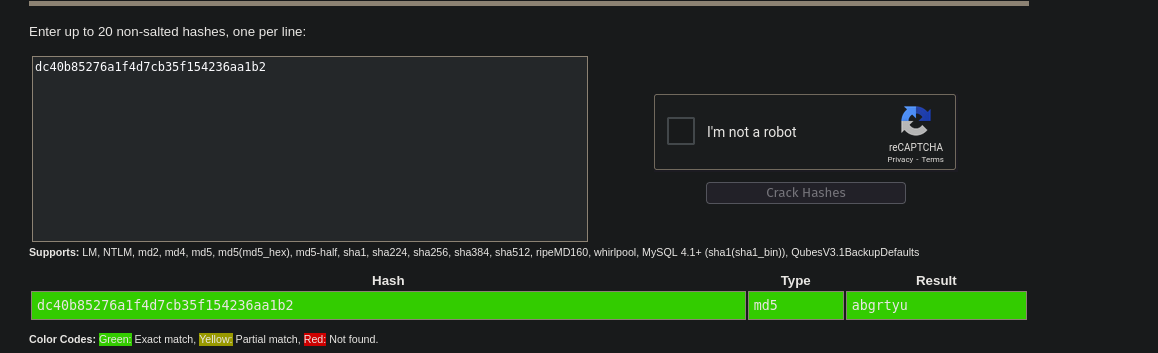 Enter up to 20 non-salted hashes, one per line:
dc40b85276a1f4d7cb35f154236aa1b2
I'm not a robot
reCAPTCHA
Privacy - Terms
Crack Hashes
Supports: LM, NTLM, md2, md4, md5, md5(md5_hex), md5-half, sha1, sha224, sha256, sha384, sha512, ripeMD160, whirlpool, MySQL 4.1+ (sha1(sha1_bin)), QubesV3.1BackupDefaults
Hash Type Result
dc40b85276a1f4d7cb35f154236aa1b2 md5 abgrtyu
Color Codes: Green: Exact match, Yellow: Partial match, Red: Not found.